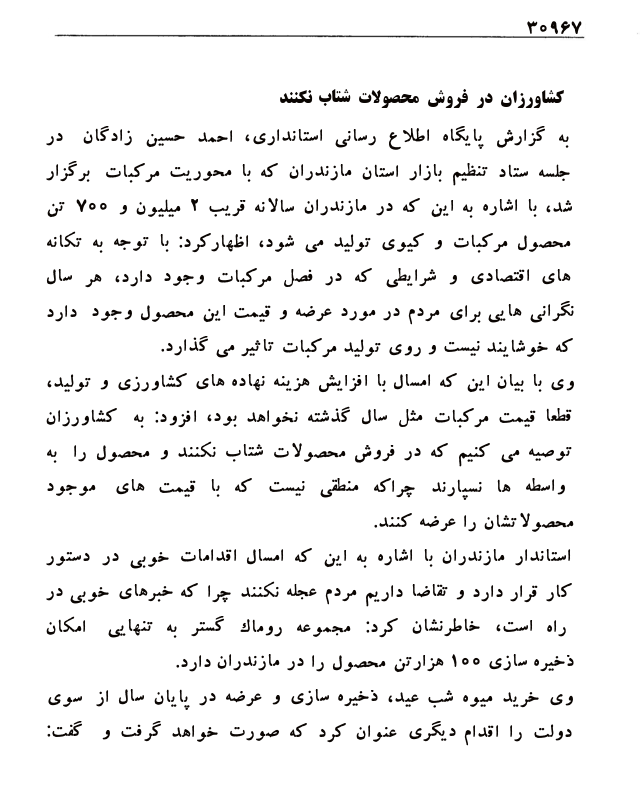 ۳۰۹۶۷
کشاورزان در فروش محصولات شتاب نکنند
به گزارش پایگاه اطلاع رسانی استانداری، احمد حسین زادگان در
جلسه ستاد تنظیم بازار استان مازندران که با محوریت مرکبات برگزار
شد، با اشاره به این که در مازندران سالانه قریب ۲ میلیون و ۷۰۰ تن
محصول مرکبات و کیوی تولید می شود، اظهارکرد: با توجه به تکانه
های اقتصادی و شرایطی که در فصل مرکبات وجود دارد، هر سال
نگرانی هایی برای مردم در مورد عرضه و قیمت این محصول وجود دارد
که خوشایند نیست و روی تولید مرکبات تاثیر می گذارد.
وی با بیان این که امسال با افزایش هزینه نهاده های کشاورزی و تولید،
قطعا قیمت مرکبات مثل سال گذشته نخواهد بود، افزود: به کشاورزان
توصیه می کنیم که در فروش محصولات شتاب نکنند و محصول را به
واسطه ها نسپارند چراکه منطقی نیست که با قیمت های موجود
محصولاتشان را عرضه کنند.
استاندار مازندران با اشاره به این که امسال اقدامات خوبی در دستور
کار قرار دارد و تقاضا داریم مردم عجله نکنند چرا که خبرهای خوبی در
راه است، خاطرنشان کرد: مجموعه روماك گستر به تنهایی امکان
ذخیره سازی ۱۰۰ هزارتن محصول را در مازندران دارد.
وی خرید میوه شب عید، ذخیره سازی و عرضه در پایان سال از سوی
دولت را اقدام دیگری عنوان کرد که صورت خواهد گرفت و گفت: